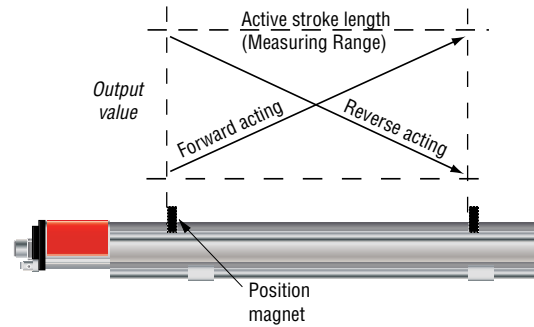 Active stroke length
(Measuring Range)
Output
value
Forward acting
Reverse acting
Position
magnet